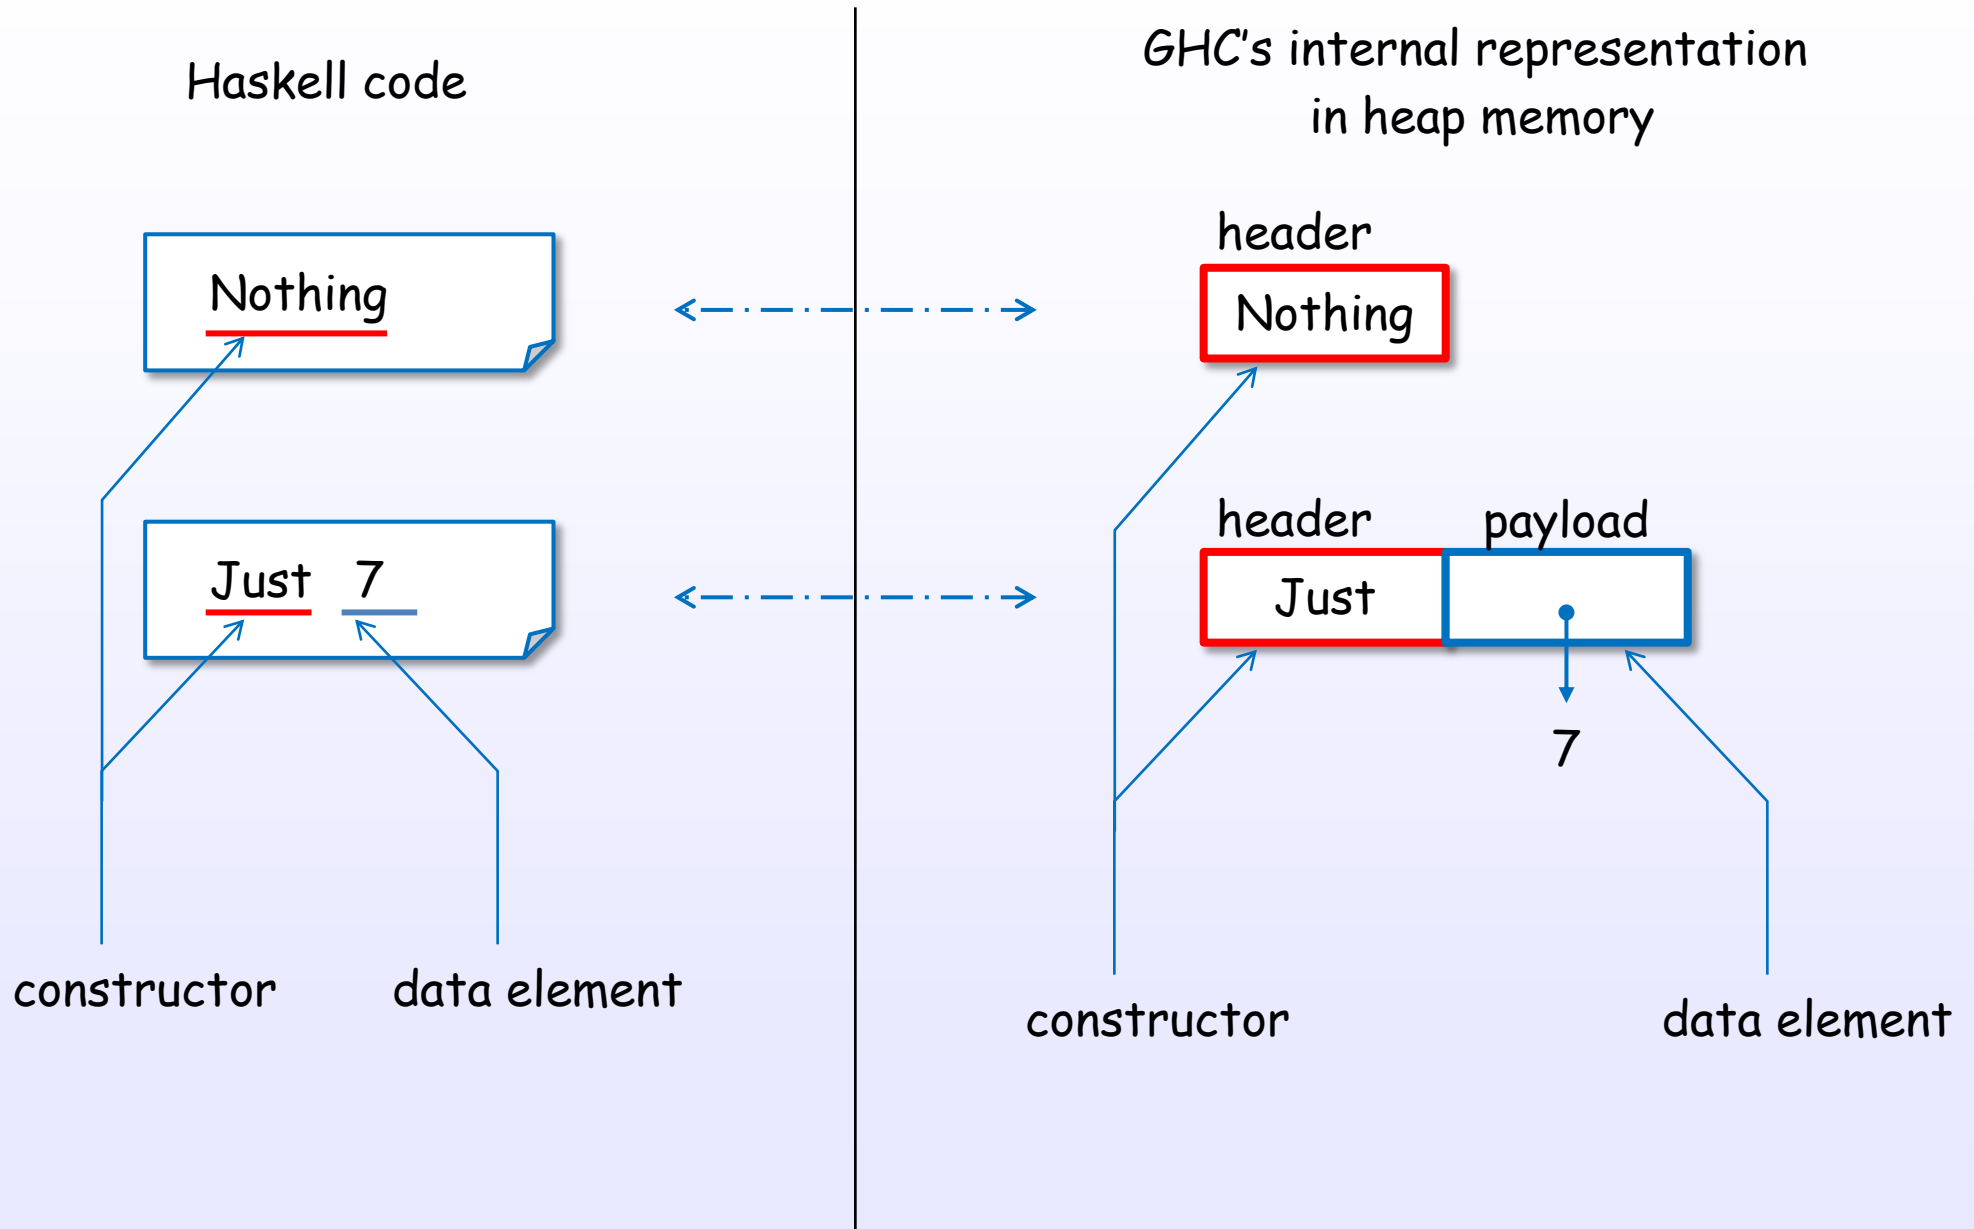 Haskell code
Nothing
Just 7
constructor data element
GHC's internal representation
in heap memory
header
Nothing
header payload
Just
7
constructor data element